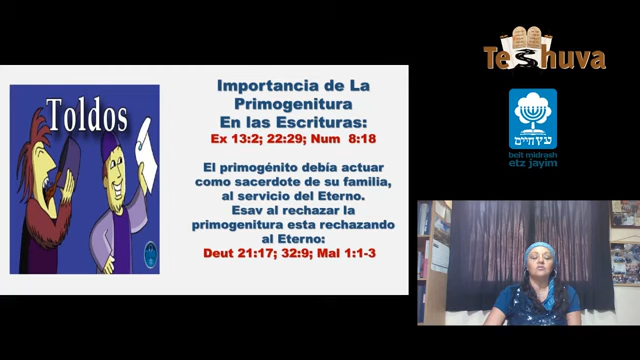 Teshuva
Toldos
Importancia de La
Primogenitura
En las Escrituras:
Ex 13:2; 22:29; Num 8:18
El primogénito debía actuar
como sacerdote de su familia,
al servicio del Eterno.
Esav al rechazar la
primogenitura esta rechazando
al Eterno:
Deut 21:17; 32:9; Mal 1:1-3
עץ חיים
beit midrash
etz jayim